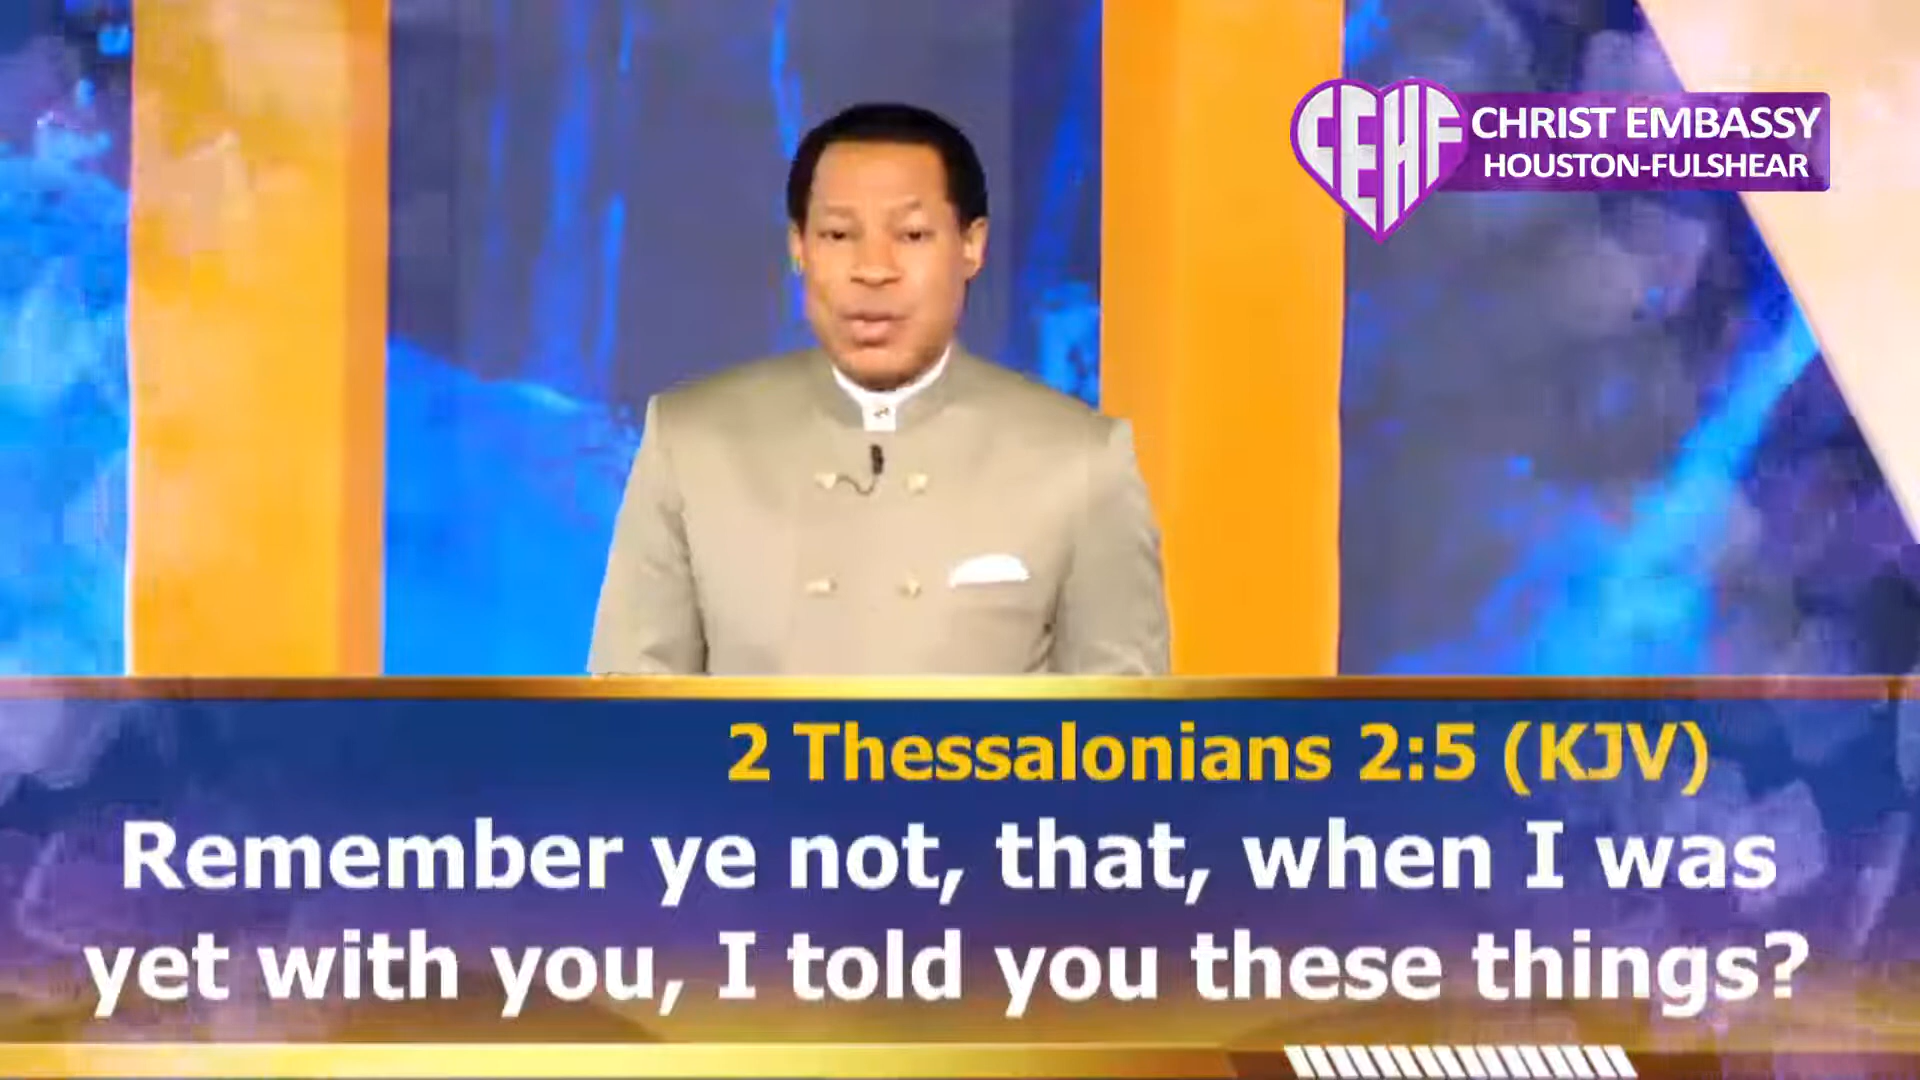 CEHF
CHRIST EMBASSY
HOUSTON-FULSHEAR
2 Thessalonians 2:5 (KJV)
Remember ye not, that, when I was
yet with you, I told you these things?